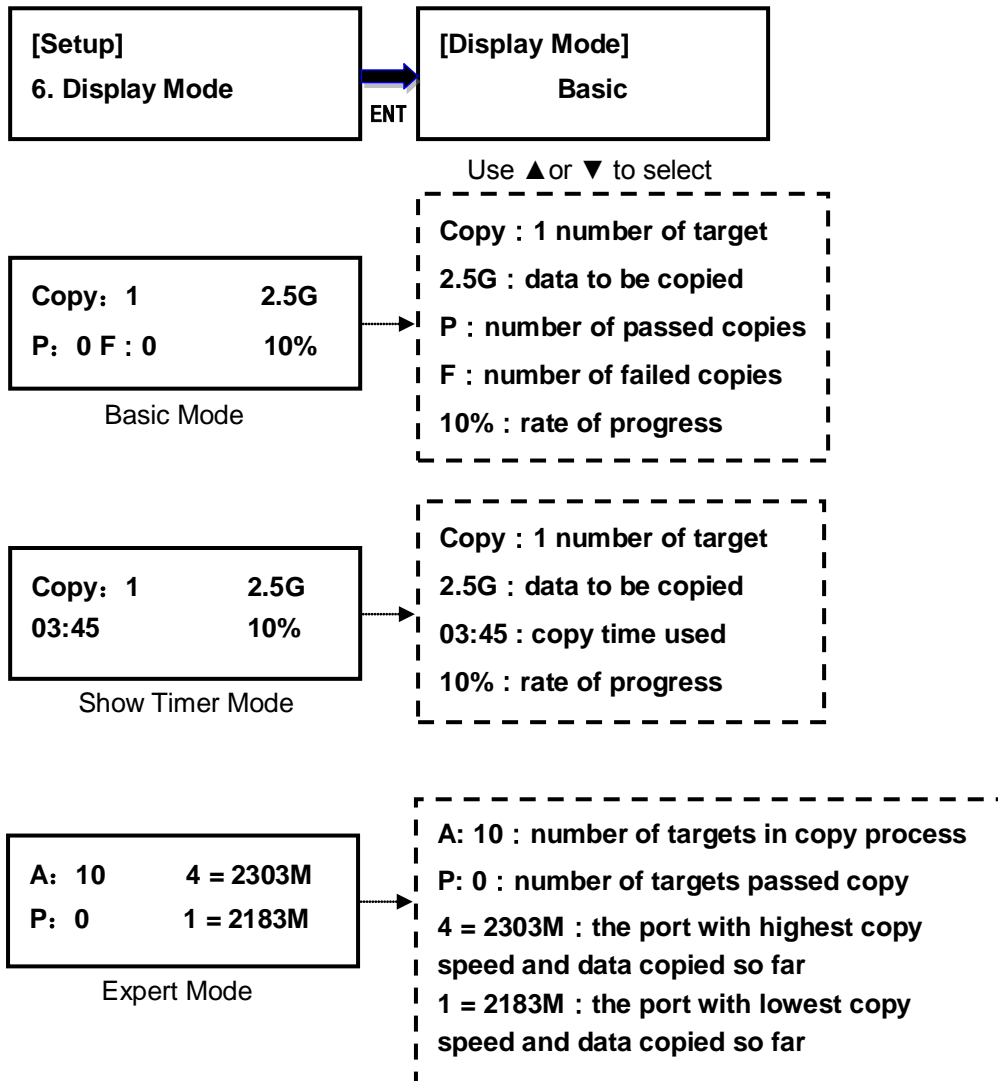 [Setup]
6. Display Mode
ENT
[Display Mode]
Basic
Use ▲or ▼ to select
Copy：1 2.5G
P：0 F : 0 10%
Basic Mode
Copy : 1 number of target
2.5G : data to be copied
P : number of passed copies
F : number of failed copies
10% : rate of progress
Copy：1 2.5G
03:45 10%
Show Timer Mode
Copy : 1 number of target
2.5G : data to be copied
03:45 : copy time used
10% : rate of progress
A：10 4 = 2303M
P：0 1 = 2183M
Expert Mode
A: 10 : number of targets in copy process
P: 0 : number of targets passed copy
4 = 2303M : the port with highest copy
speed and data copied so far
1 = 2183M : the port with lowest copy
speed and data copied so far